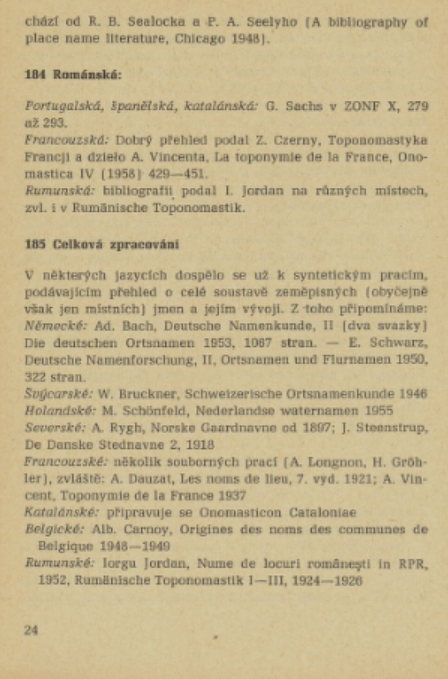 chází od R. B. Sealocka a P. A. Seelyho (A bibliography of
place name literature, Chicago 1948).
184 Románská:
Portugalská, španělská, katalánská: G. Sachs v ZONF X, 279
až 293.
Francouzská: Dobrý přehled podal Z. Czerny, Toponomastyka
Francji a dzieło A. Vincenta, La toponymie de la France, Ono-
mastica IV (1958) 429—451.
Rumunská: bibliografii podal I. Jordan na různých místech,
zvl. i v Rumänische Toponomastik.
185 Celková zpracování
V některých jazycích dospělo se už k syntetickým pracím,
podávajícím přehled o celé soustavě zeměpisných (obyčejně
však jen místních) jmen a jejím vývoji. Z toho připomínáme:
Německé: Ad. Bach, Deutsche Namenkunde, II (dva svazky)
Die deutschen Ortsnamen 1953, 1067 stran. — E. Schwarz,
Deutsche Namenforschung, II, Ortsnamen und Flurnamen 1950,
322 stran.
Švýcarské: W. Bruckner, Schweizerische Ortsnamenkunde 1946
Holandské: M. Schönfeld, Nederlandse waternamen 1955
Severské: A. Rygh, Norske Gaardnavne od 1897; J. Steenstrup,
De Danske Stednavne 2, 1918
Francouzské: několik souborných prací (A. Longnon, H. Gröh-
ler), zvláště: A. Dauzat, Les noms de lieu, 7. vyd. 1921; A. Vin-
cent, Toponymie de la France 1937
Katalánské: připravuje se Onomasticon Cataloniae
Belgické: Alb. Carnoy, Origines des noms des communes de
Belgique 1948—1949
Rumunské: Iorgu Jordan, Nume de locuri românești in RPR,
1952, Rumänische Toponomastik I—III, 1924—1926
24